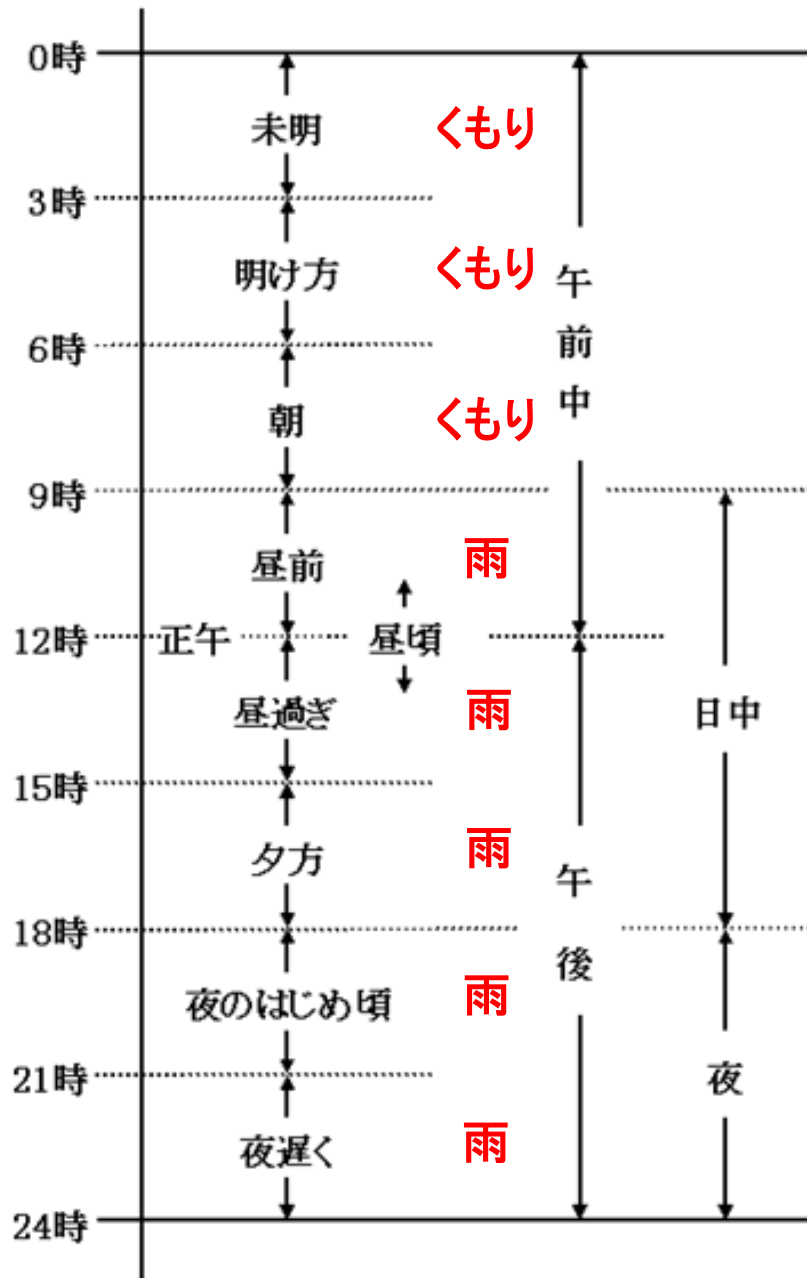 0時
未明
くもり
3時
明け方
くもり
午前中
6時
朝
くもり
9時
昼前
雨
12時
正午
昼頃
昼過ぎ
雨
日中
15時
夕方
雨
午後
18時
夜のはじめ頃
雨
21時
夜
夜遅く
雨
24時